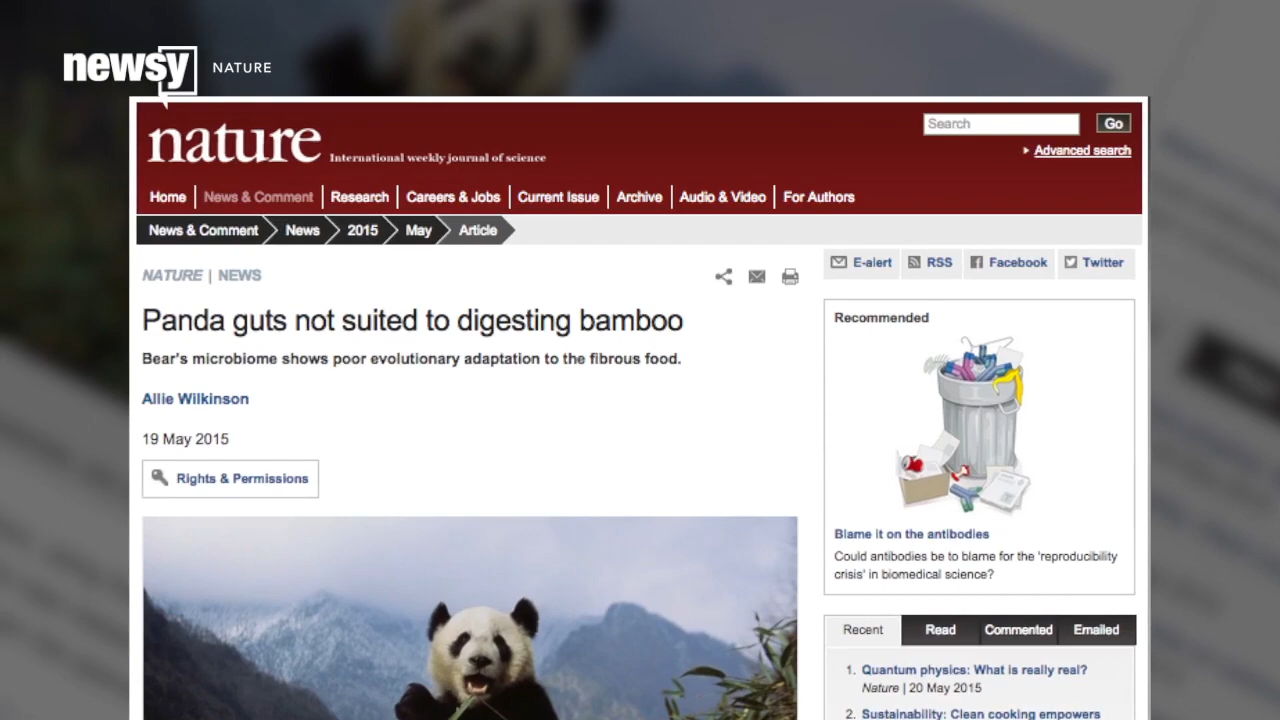 newsy NATURE
nature International weekly journal of science
Search Go
Advanced search
Home News & Comment Research Careers & Jobs Current Issue Archive Audio & Video For Authors
News & Comment News 2015 May Article
NATURE | NEWS
Panda guts not suited to digesting bamboo
Bear's microbiome shows poor evolutionary adaptation to the fibrous food.
Allie Wilkinson
19 May 2015
Rights & Permissions
E-alert RSS Facebook Twitter
Recommended
Blame it on the antibodies
Could antibodies be to blame for the 'reproducibility
crisis' in biomedical science?
Recent Read Commented Emailed
1. Quantum physics: What is really real?
Nature | 20 May 2015
2. Sustainability: Clean cooking empowers